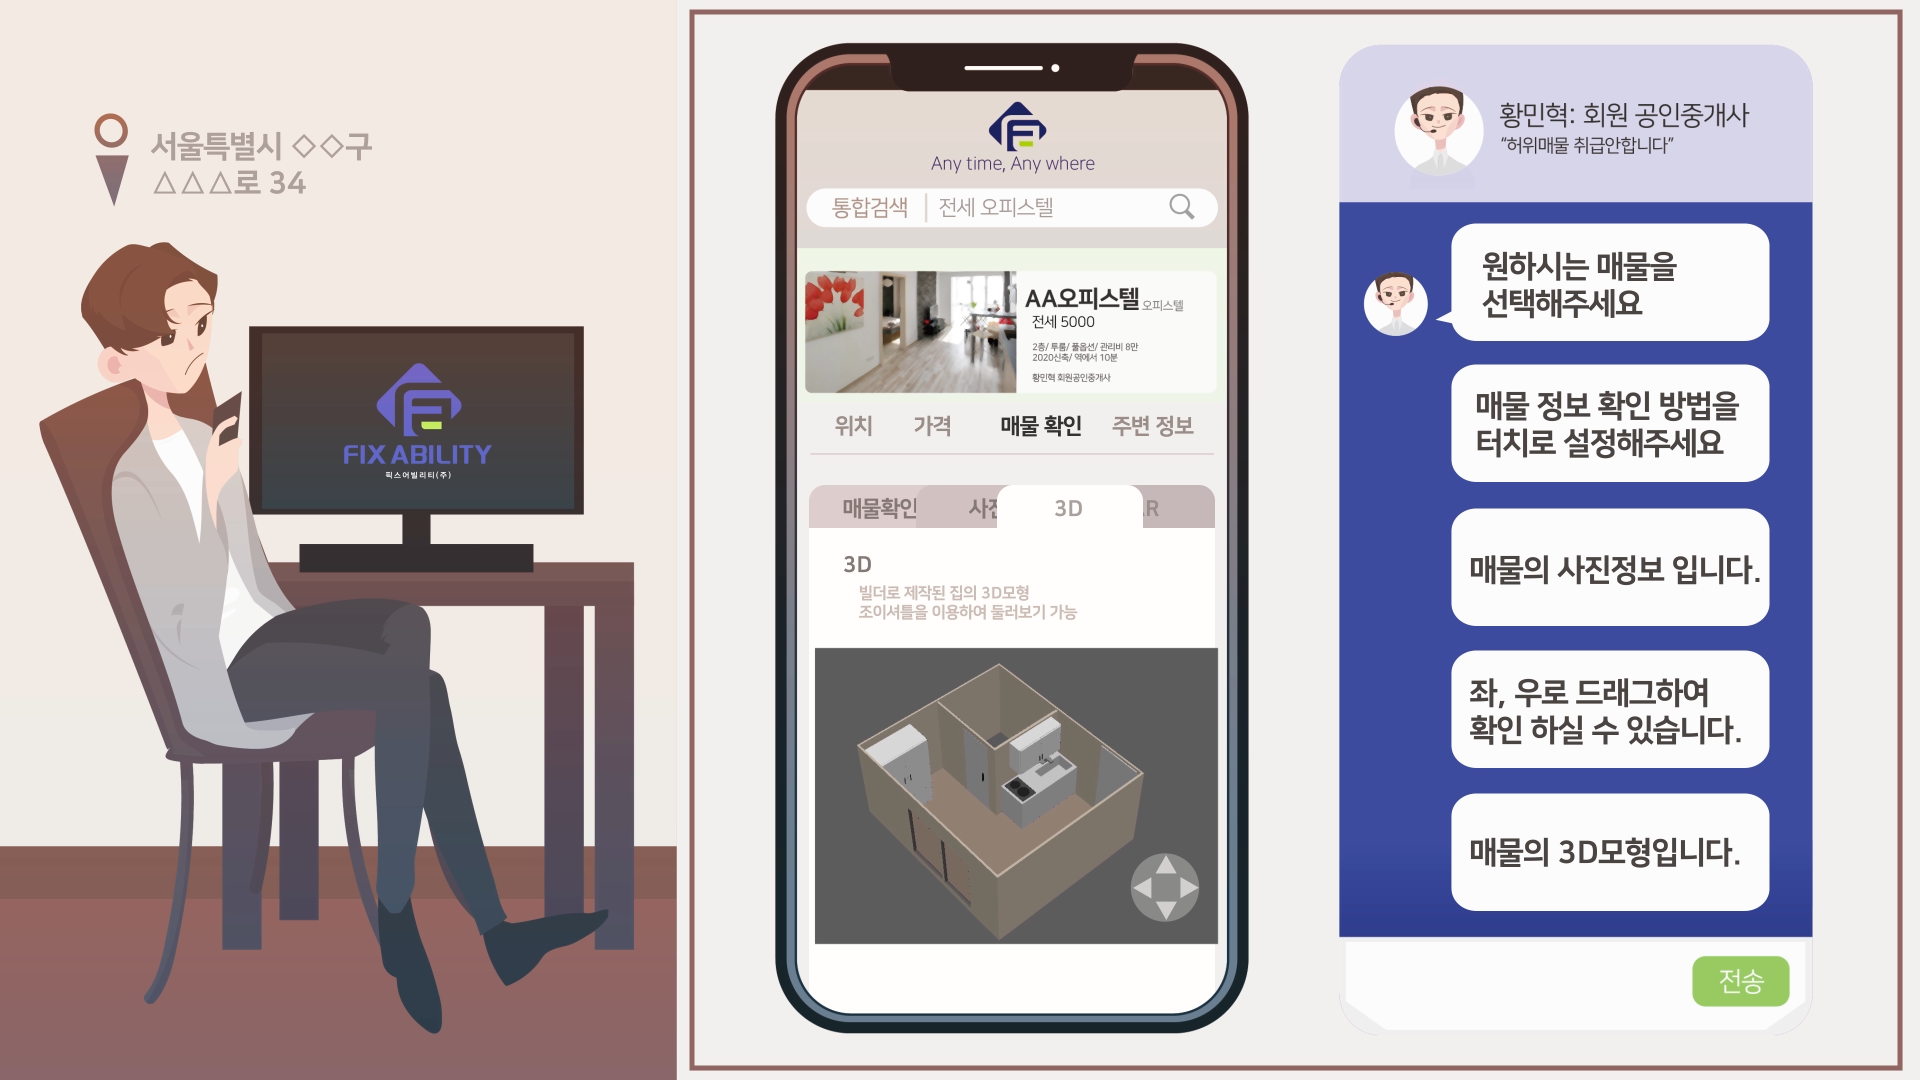 서울특별시 ◇◇구
△△△로 34
FIX ABILITY
픽스어빌리티(주)
Any time, Any where
통합검색 전세 오피스텔
AA오피스텔 오피스텔
전세 5000
2층/ 투룸/ 풀옵션/ 관리비 8만
2020신축/ 역에서 10분
황민혁 회원공인중개사
위치 가격 매물 확인 주변 정보
매물확인 사진 3D R
3D
빌더로 제작된 집의 3D모형
조이셔틀을 이용하여 둘러보기 가능
황민혁: 회원 공인중개사
“허위매물 취급안합니다”
원하시는 매물을
선택해주세요
매물 정보 확인 방법을
터치로 설정해주세요
매물의 사진정보 입니다.
좌, 우로 드래그하여
확인 하실 수 있습니다.
매물의 3D모형입니다.
전송